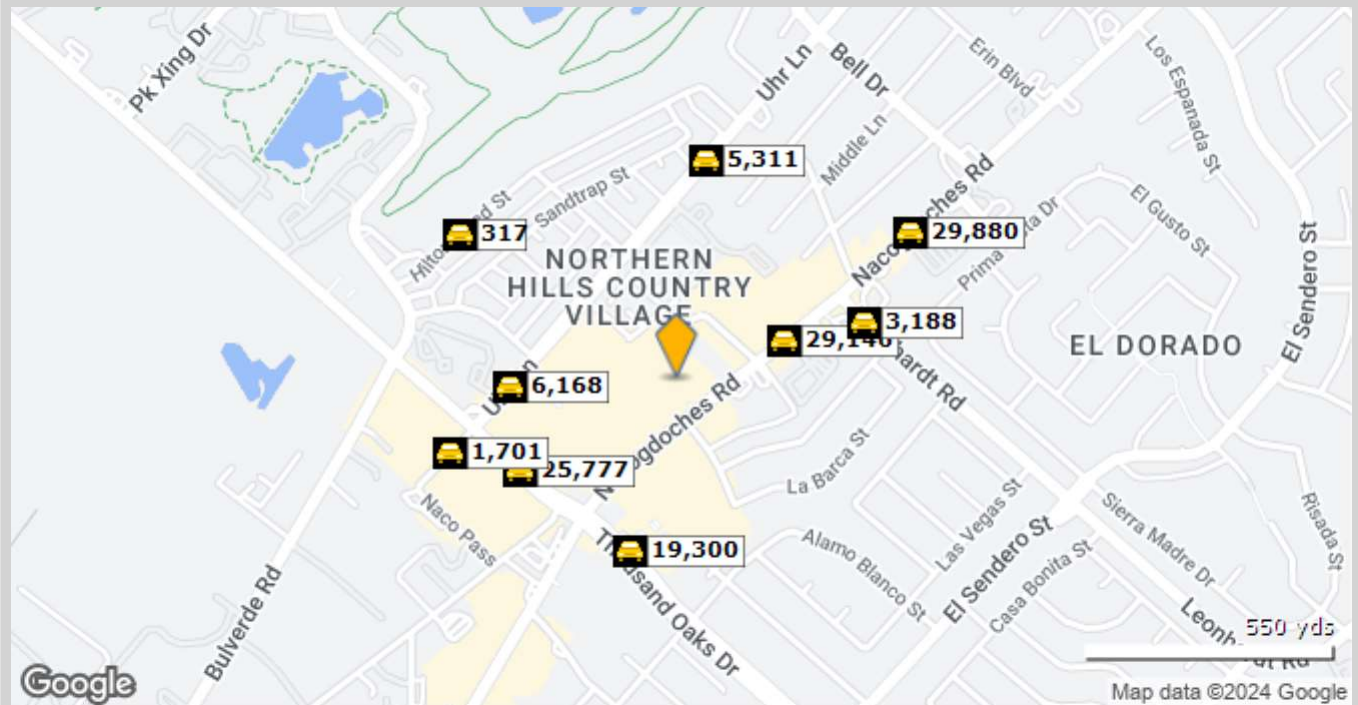 Pk Xing Dr
Uhr Ln
Bell Dr
Erin Blvd
Los Espanada St
5,311
Middle Ln
Sandtrap St
317
29,880
Prima Vista Dr
El Gusto St
El Sendero St
NORTHERN
HILLS COUNTRY
VILLAGE
3,188
EL DORADO
6,168
Rd
La Barca St
1,701
25,777
Naco Pass
Las Vegas St
El Sendero St
Sierra Madre Dr
Risada St
19,300
Alamo Blanco St
Casa Bonita St
Oaks Dr
Bulverde Rd
550 yds
Google
Map data ©2024 Google